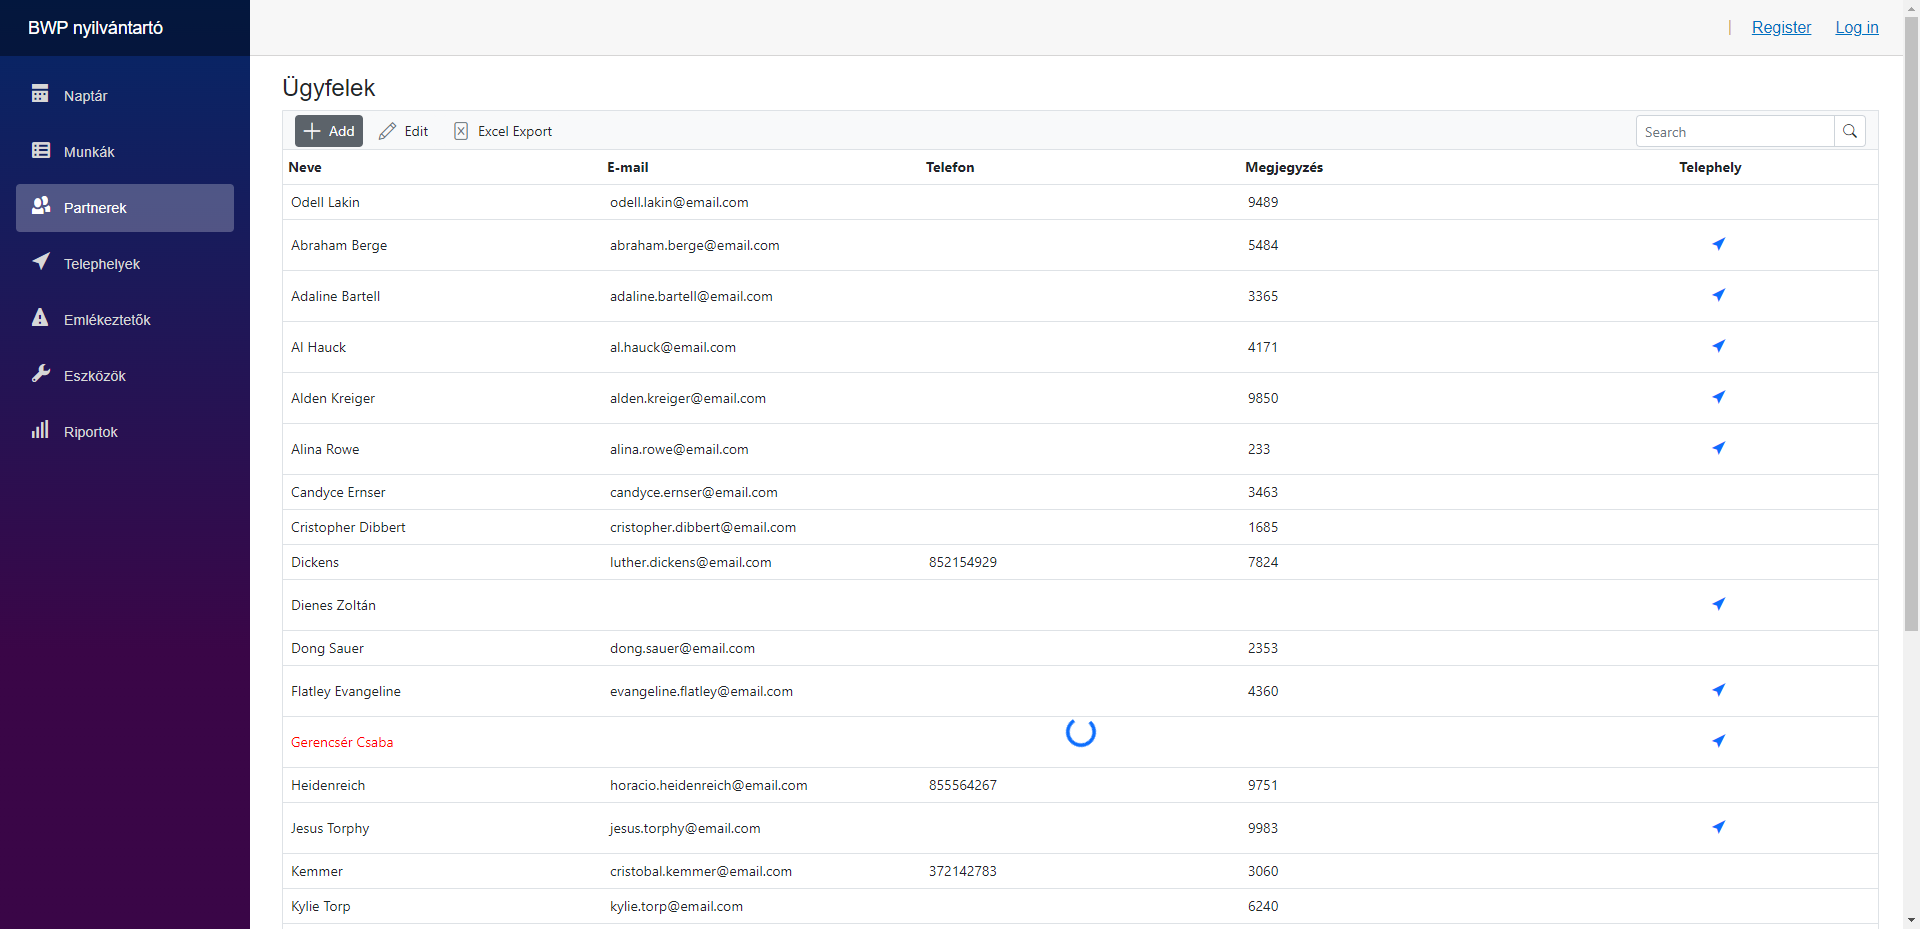 BWP nyilvántartó
| Register Log in
Naptár
Munkák
Partnerek
Telephelyek
Emlékeztetők
Eszközök
Riportok
Ügyfelek
Add Edit Excel Export Search
Neve E-mail Telefon Megjegyzés Telephely
Odell Lakin odell.lakin@email.com 9489
Abraham Berge abraham.berge@email.com 5484
Adaline Bartell adaline.bartell@email.com 3365
Al Hauck al.hauck@email.com 4171
Alden Kreiger alden.kreiger@email.com 9850
Alina Rowe alina.rowe@email.com 233
Candyce Ernser candyce.ernser@email.com 3463
Cristopher Dibbert cristopher.dibbert@email.com 1685
Dickens luther.dickens@email.com 852154929 7824
Dienes Zoltán
Dong Sauer dong.sauer@email.com 2353
Flatley Evangeline evangeline.flatley@email.com 4360
Gerencsér Csaba
Heidenreich horacio.heidenreich@email.com 855564267 9751
Jesus Torphy jesus.torphy@email.com 9983
Kemmer cristobal.kemmer@email.com 372142783 3060
Kylie Torp kylie.torp@email.com 6240